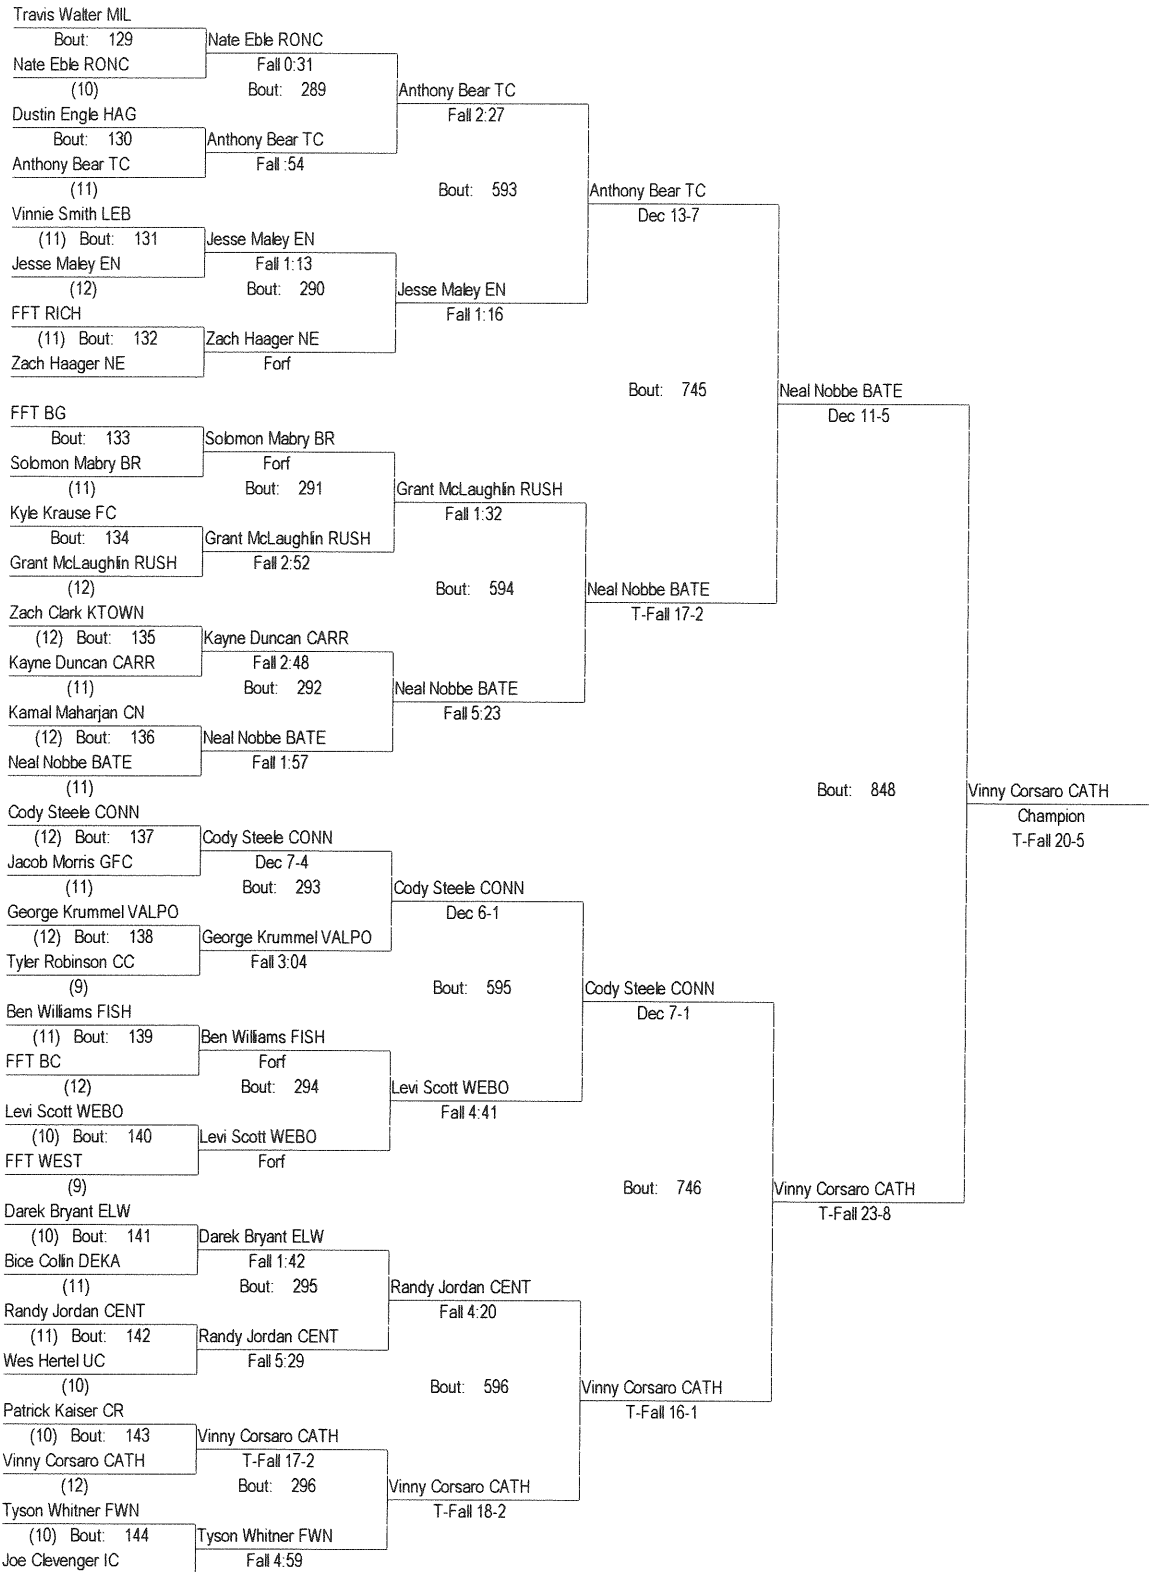 Travis Walter MIL
Bout: 129
Nate Eble RONC
(10)
Dustin Engle HAG
Bout: 130
Anthony Bear TC
(11)
Vinnie Smith LEB
(11) Bout: 131
Jesse Maley EN
(12)
FFT RICH
(11) Bout: 132
Zach Haager NE
FFT BG
Bout: 133
Solomon Mabry BR
(11)
Kyle Krause FC
Bout: 134
Grant McLaughlin RUSH
(12)
Zach Clark KTOWN
(12) Bout: 135
Kayne Duncan CARR
(11)
Kamal Maharjan CN
(12) Bout: 136
Neal Nobbe BATE
(11)
Cody Steele CONN
(12) Bout: 137
Jacob Morris GFC
(11)
George Krummel VALPO
(12) Bout: 138
Tyler Robinson CC
(9)
Ben Williams FISH
(11) Bout: 139
FFT BC
(12)
Levi Scott WEBO
(10) Bout: 140
FFT WEST
(9)
Darek Bryant ELW
(10) Bout: 141
Bice Collin DEKA
(11)
Randy Jordan CENT
(11) Bout: 142
Wes Hertel UC
(10)
Patrick Kaiser CR
(10) Bout: 143
Vinny Corsaro CATH
(12)
Tyson Whitner FWN
(10) Bout: 144
Joe Clevenger IC
Nate Eble RONC
Fall 0:31
Bout: 289
Anthony Bear TC
Fall :54
Jesse Maley EN
Fall 1:13
Bout: 290
Zach Haager NE
Forf
Solomon Mabry BR
Forf
Bout: 291
Grant McLaughlin RUSH
Fall 2:52
Kayne Duncan CARR
Fall 2:48
Bout: 292
Neal Nobbe BATE
Fall 1:57
Cody Steele CONN
Dec 7-4
Bout: 293
George Krummel VALPO
Fall 3:04
Ben Williams FISH
Forf
Bout: 294
Levi Scott WEBO
Forf
Darek Bryant ELW
Fall 1:42
Bout: 295
Randy Jordan CENT
Fall 5:29
Vinny Corsaro CATH
T-Fall 17-2
Bout: 296
Tyson Whitner FWN
Fall 4:59
Anthony Bear TC
Fall 2:27
Bout: 593
Jesse Maley EN
Fall 1:16
Grant McLaughlin RUSH
Fall 1:32
Bout: 594
Neal Nobbe BATE
Fall 5:23
Cody Steele CONN
Dec 6-1
Bout: 595
Levi Scott WEBO
Fall 4:41
Randy Jordan CENT
Fall 4:20
Bout: 596
Vinny Corsaro CATH
T-Fall 18-2
Anthony Bear TC
Dec 13-7
Bout: 745
Neal Nobbe BATE
T-Fall 17-2
Cody Steele CONN
Dec 7-1
Bout: 746
Vinny Corsaro CATH
T-Fall 16-1
Neal Nobbe BATE
Dec 11-5
Bout: 848
Vinny Corsaro CATH
T-Fall 23-8
Vinny Corsaro CATH
Champion
T-Fall 20-5